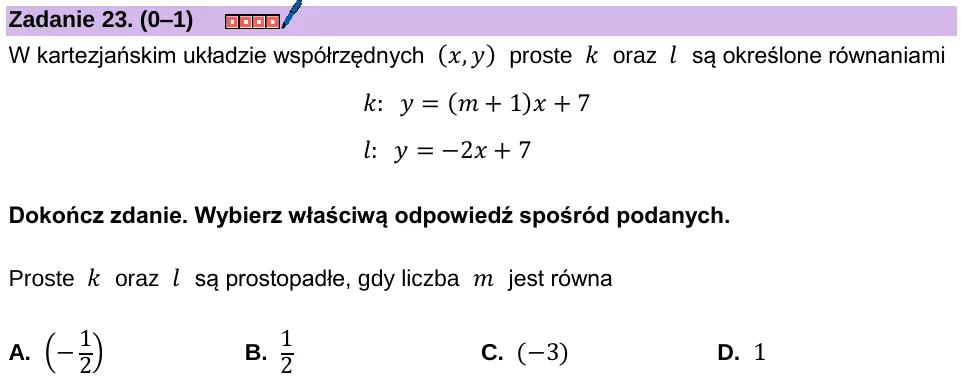 Zadanie 23. (0–1)
W kartezjańskim układzie współrzędnych (x, y) proste k oraz l są określone równaniami
k: y = (m + 1)x + 7
l: y = −2x + 7
Dokończ zdanie. Wybierz właściwą odpowiedź spośród podanych.
Proste k oraz l są prostopadłe, gdy liczba m jest równa
A. (−1/2) B. 1/2 C. (−3) D. 1